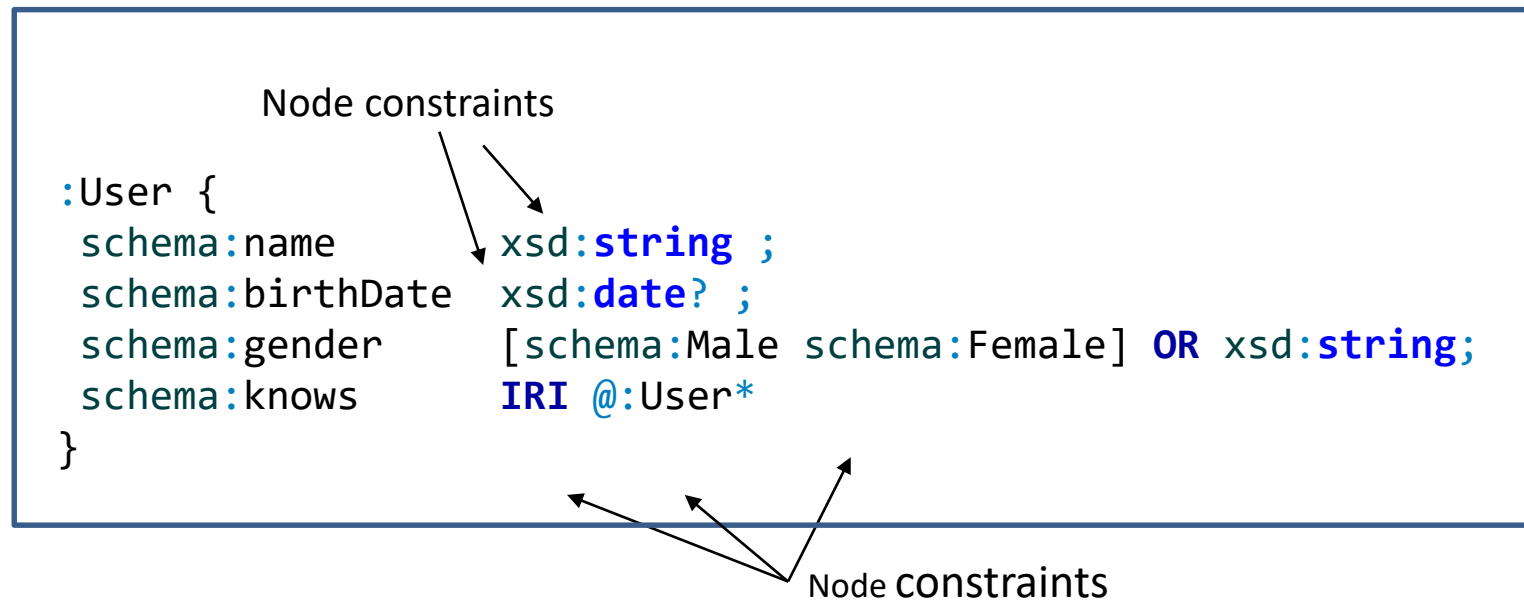 Node constraints
:User {
schema:name xsd:string ;
schema:birthDate xsd:date? ;
schema:gender [schema:Male schema:Female] OR xsd:string;
schema:knows IRI @:User*
}
Node constraints